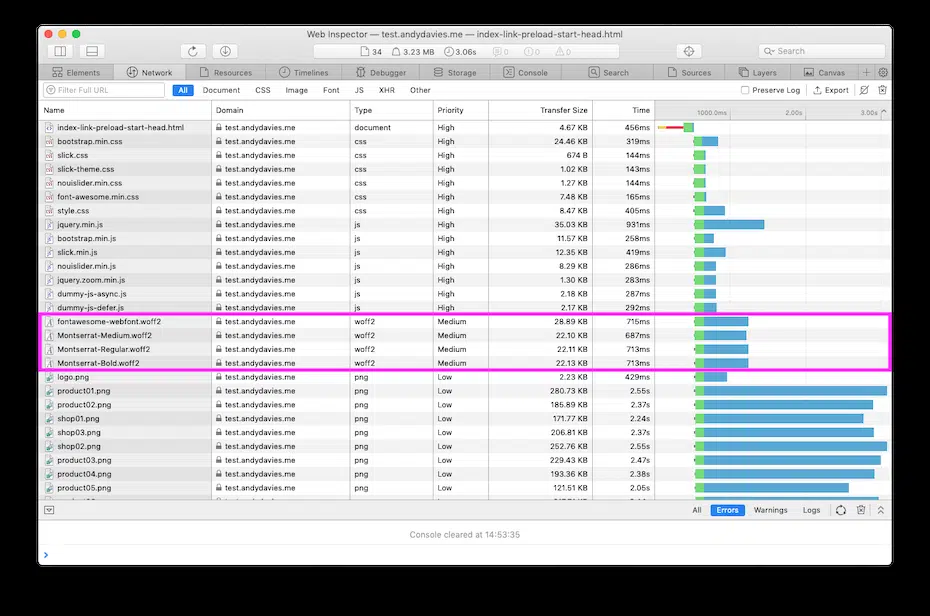 Web Inspector — test.andydavies.me — index-link-preload-start-head.html
34 3.23 MB 3.06s 0 0 0 Search
Elements Network Resources Timelines Debugger Storage Console Search Sources Layers Canvas
Filter Full URL All Document CSS Image Font JS XHR Other Preserve Log Export
Name Domain Type Priority Transfer Size Time 1000.0ms 2.00s 3.00s
index-link-preload-start-head.html test.andydavies.me document High 4.67 KB 456ms
bootstrap.min.css test.andydavies.me css High 24.46 KB 319ms
slick.css test.andydavies.me css High 674 B 144ms
slick-theme.css test.andydavies.me css High 1.02 KB 143ms
nouislider.min.css test.andydavies.me css High 1.27 KB 144ms
font-awesome.min.css test.andydavies.me css High 7.48 KB 165ms
style.css test.andydavies.me css High 8.47 KB 405ms
jquery.min.js test.andydavies.me js High 35.03 KB 931ms
bootstrap.min.js test.andydavies.me js High 11.57 KB 258ms
slick.min.js test.andydavies.me js High 12.35 KB 419ms
nouislider.min.js test.andydavies.me js High 8.29 KB 286ms
jquery.zoom.min.js test.andydavies.me js High 1.30 KB 283ms
dummy-js-async.js test.andydavies.me js High 2.18 KB 287ms
dummy-js-defer.js test.andydavies.me js High 2.17 KB 292ms
fontawesome-webfont.woff2 test.andydavies.me woff2 Medium 28.89 KB 715ms
Montserrat-Medium.woff2 test.andydavies.me woff2 Medium 22.10 KB 687ms
Montserrat-Regular.woff2 test.andydavies.me woff2 Medium 22.11 KB 713ms
Montserrat-Bold.woff2 test.andydavies.me woff2 Medium 22.13 KB 713ms
logo.png test.andydavies.me png Low 2.23 KB 429ms
product01.png test.andydavies.me png Low 280.73 KB 2.55s
product02.png test.andydavies.me png Low 185.89 KB 2.37s
shop01.png test.andydavies.me png Low 171.77 KB 2.24s
shop03.png test.andydavies.me png Low 206.81 KB 2.37s
shop02.png test.andydavies.me png Low 252.76 KB 2.55s
product03.png test.andydavies.me png Low 229.43 KB 2.47s
product04.png test.andydavies.me png Low 193.36 KB 2.38s
product05.png test.andydavies.me png Low 121.51 KB 2.05s
All Errors Warnings Logs
Console cleared at 14:53:35